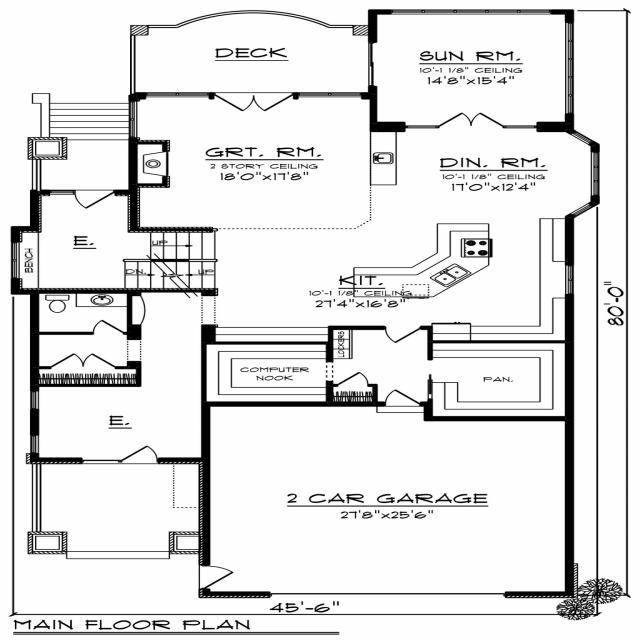 DECK
SUN RM.
10'-1 1/8" CEILING
14'8"x15'4"
GRT. RM.
2 STORY CEILING
18'0"x17'8"
DIN. RM.
10'-1 1/8" CEILING
17'0"x12'4"
E.
BENCH
UP
DN.
UP
KIT.
10'-1 1/8" CEILING
27'4"x16'8"
80'-0"
LOCKERS
COMPUTER
NOOK
PAN.
E.
2 CAR GARAGE
27'8"x25'6"
45'-6"
MAIN FLOOR PLAN